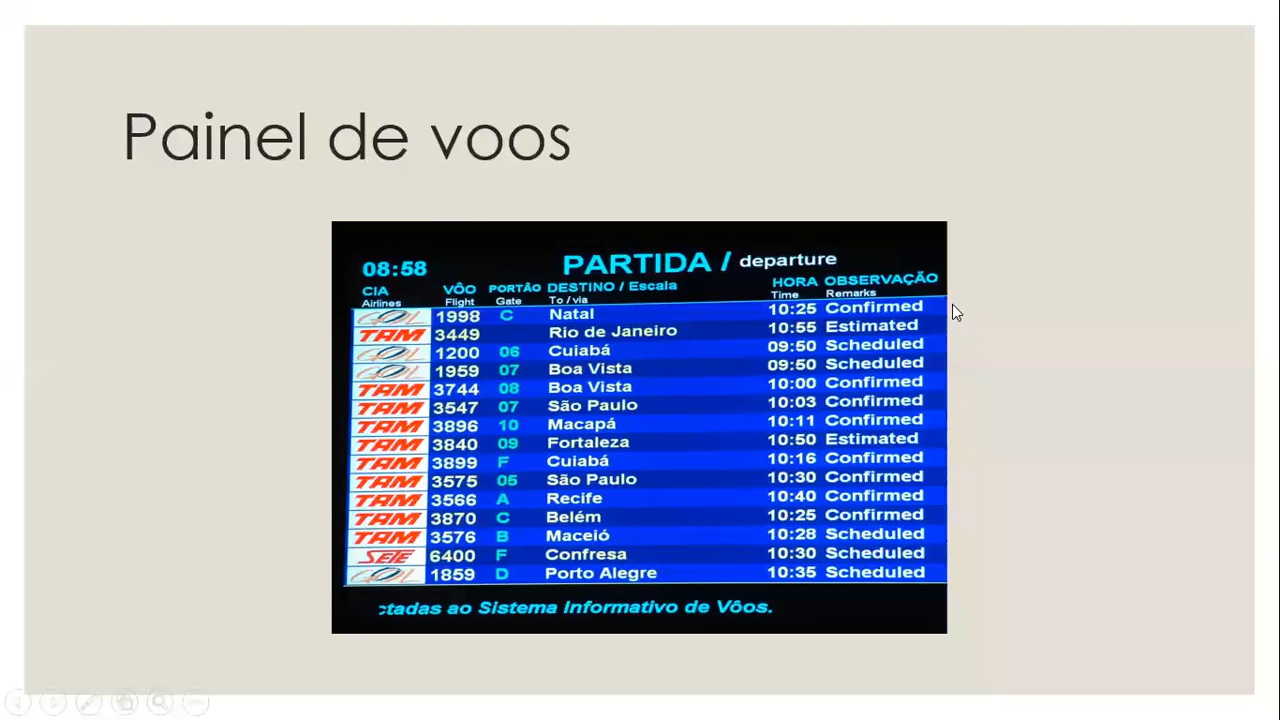 Painel de voos
08:58 PARTIDA / departure
CIA VÔO PORTÃO DESTINO / Escala HORA OBSERVAÇÃO
Airlines Flight Gate To / via Time Remarks
GOL 1998 C Natal 10:25 Confirmed
TAM 3449 Rio de Janeiro 10:55 Estimated
GOL 1200 06 Cuiabá 09:50 Scheduled
GOL 1959 07 Boa Vista 09:50 Scheduled
TAM 3744 08 Boa Vista 10:00 Confirmed
TAM 3547 07 São Paulo 10:03 Confirmed
TAM 3896 10 Macapá 10:11 Confirmed
TAM 3840 09 Fortaleza 10:50 Estimated
TAM 3899 F Cuiabá 10:16 Confirmed
TAM 3575 05 São Paulo 10:30 Confirmed
TAM 3566 A Recife 10:40 Confirmed
TAM 3870 C Belém 10:25 Confirmed
TAM 3576 B Maceió 10:28 Scheduled
SETE 6400 F Confresa 10:30 Scheduled
GOL 1859 D Porto Alegre 10:35 Scheduled
ctadas ao Sistema Informativo de Vôos.